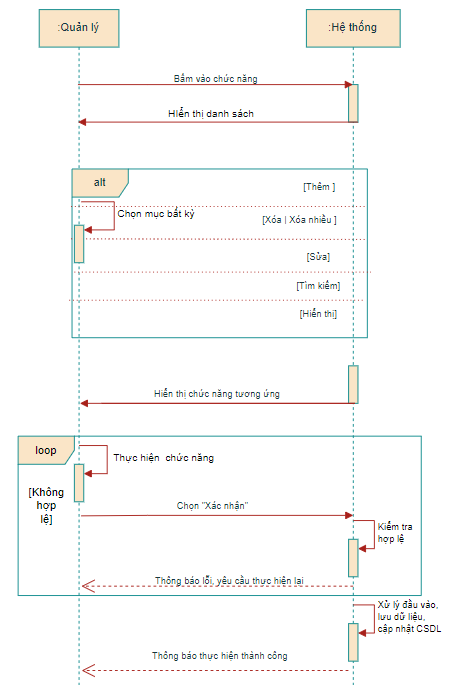 :Quản lý
:Hệ thống
Bấm vào chức năng
Hiển thị danh sách
alt
[Thêm ]
Chọn mục bất kỳ
[Xóa | Xóa nhiều ]
[Sửa]
[Tìm kiếm]
[Hiển thị]
Hiển thị chức năng tương ứng
loop
Thực hiện chức năng
[Không
hợp
lệ]
Chọn "Xác nhận"
Kiểm tra
hợp lệ
Thông báo lỗi, yêu cầu thực hiện lại
Xử lý đầu vào,
lưu dữ liệu,
cập nhật CSDL
Thông báo thực hiện thành công